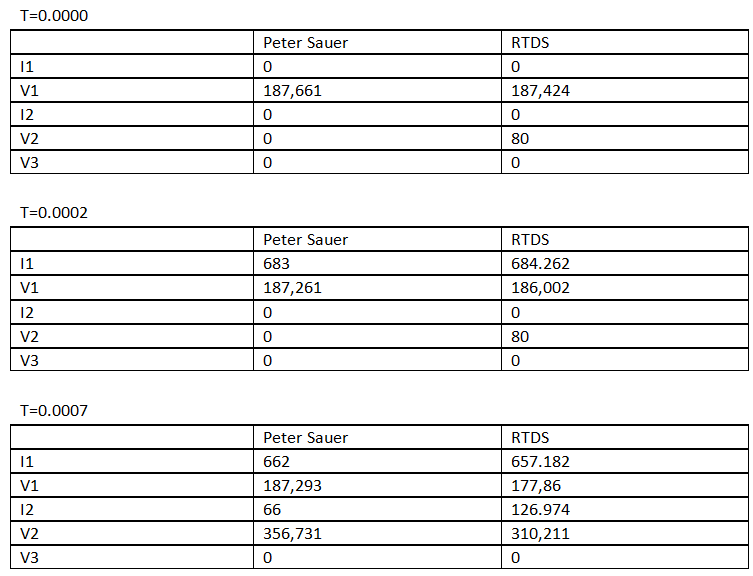 T=0.0000
Peter Sauer RTDS
I1 0 0
V1 187,661 187,424
I2 0 0
V2 0 80
V3 0 0
T=0.0002
Peter Sauer RTDS
I1 683 684.262
V1 187,261 186,002
I2 0 0
V2 0 80
V3 0 0
T=0.0007
Peter Sauer RTDS
I1 662 657.182
V1 187,293 177,86
I2 66 126.974
V2 356,731 310,211
V3 0 0